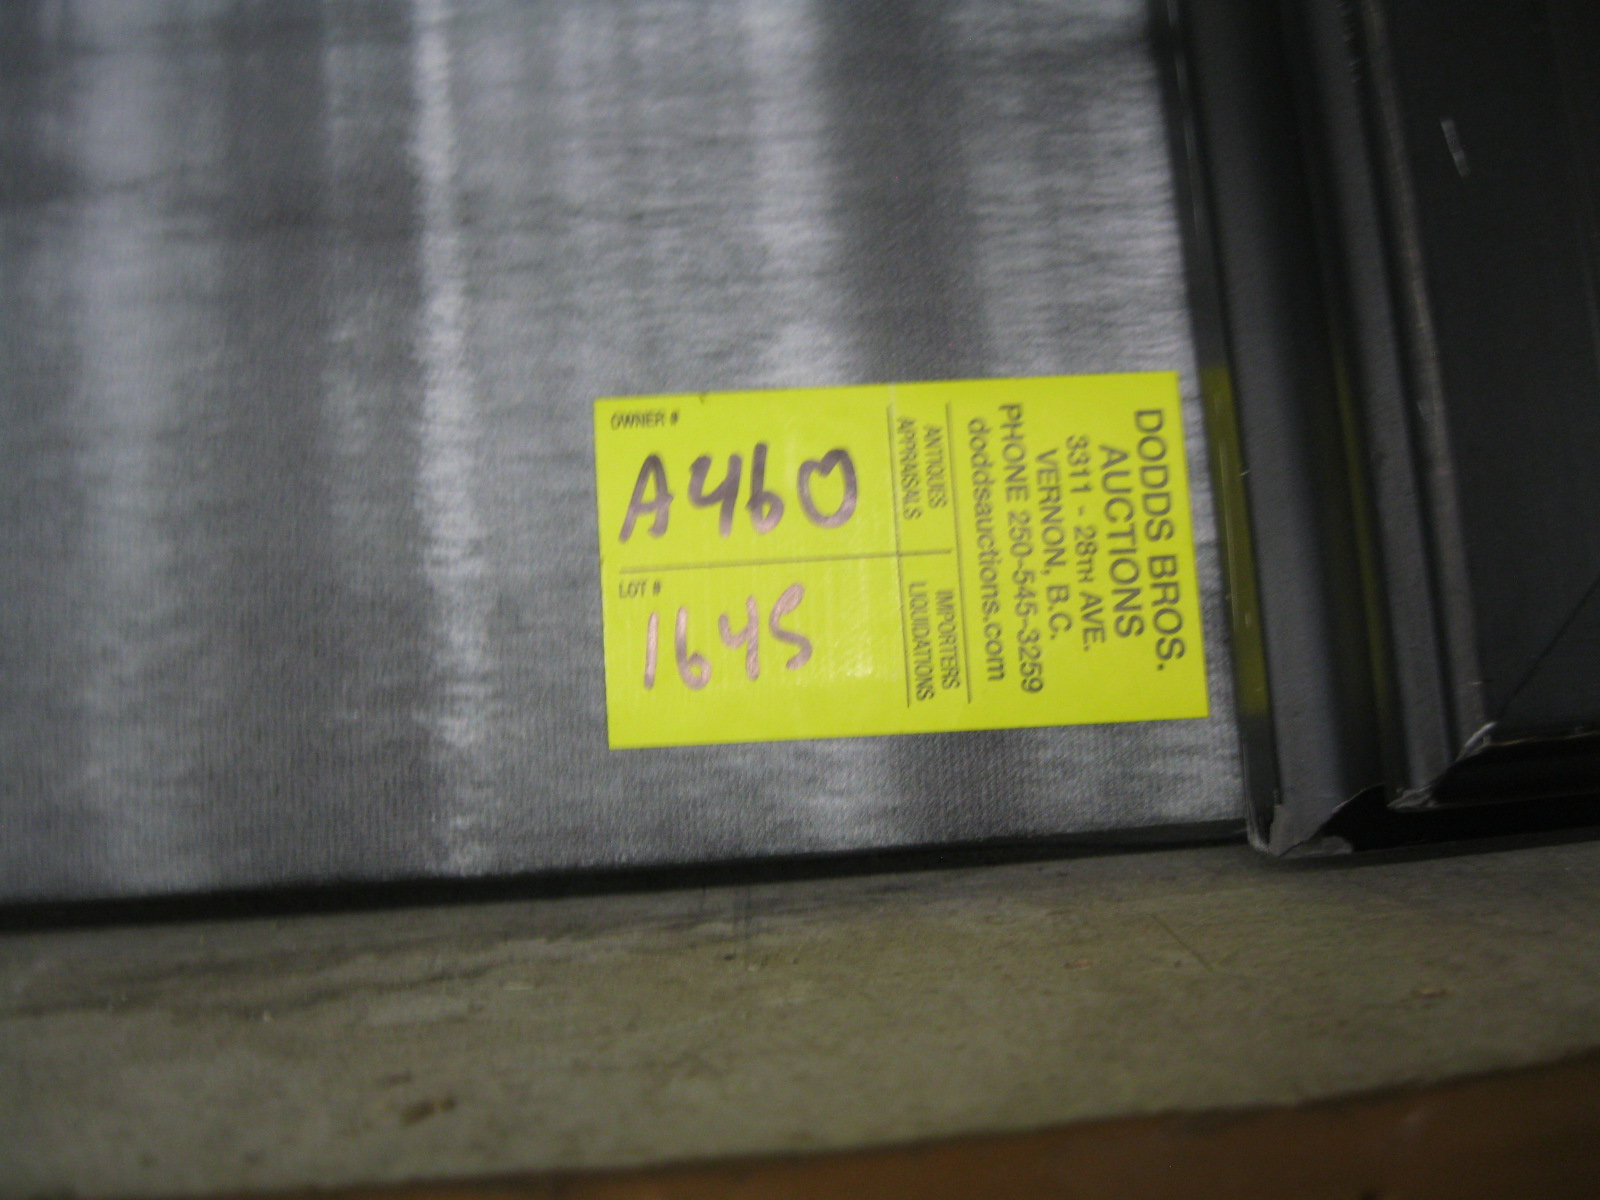 DODDS BROS.
AUCTIONS
3311 - 28TH AVE.
VERNON, B.C.
PHONE 250-545-3259
doddsauctions.com
ANTIQUES IMPORTERS
APPRAISALS LIQUIDATIONS
OWNER #
A460
LOT #
1645